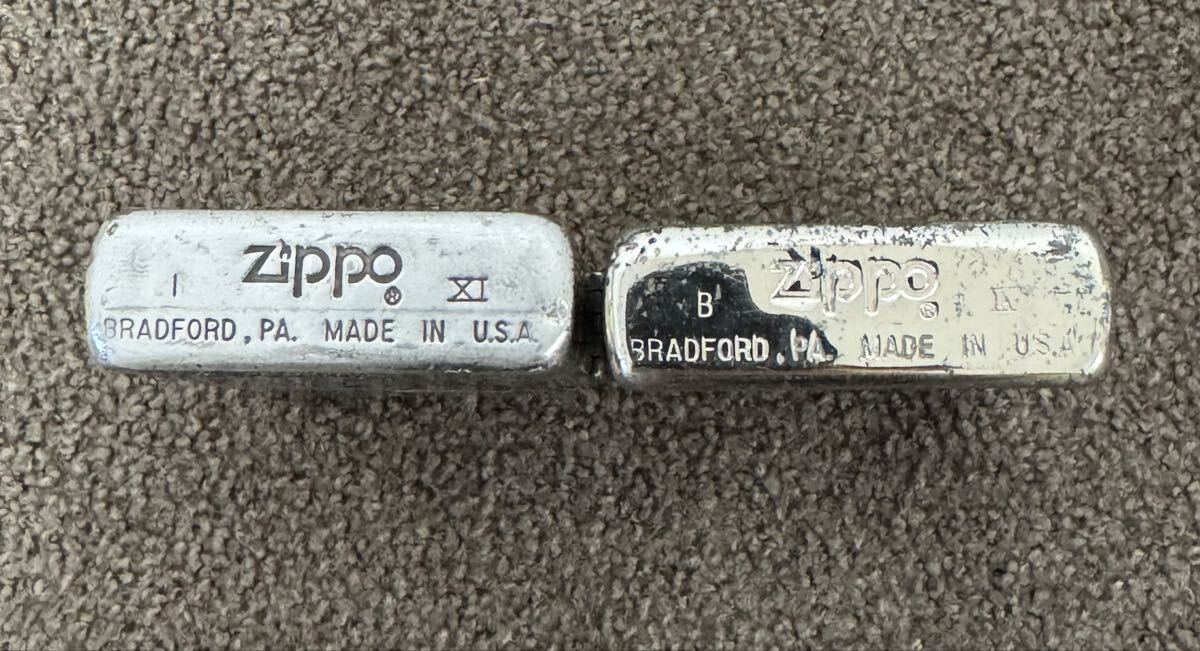 zippo®
I XI
BRADFORD, PA. MADE IN U.S.A.
zippo®
B
BRADFORD, PA. MADE IN U.S.A